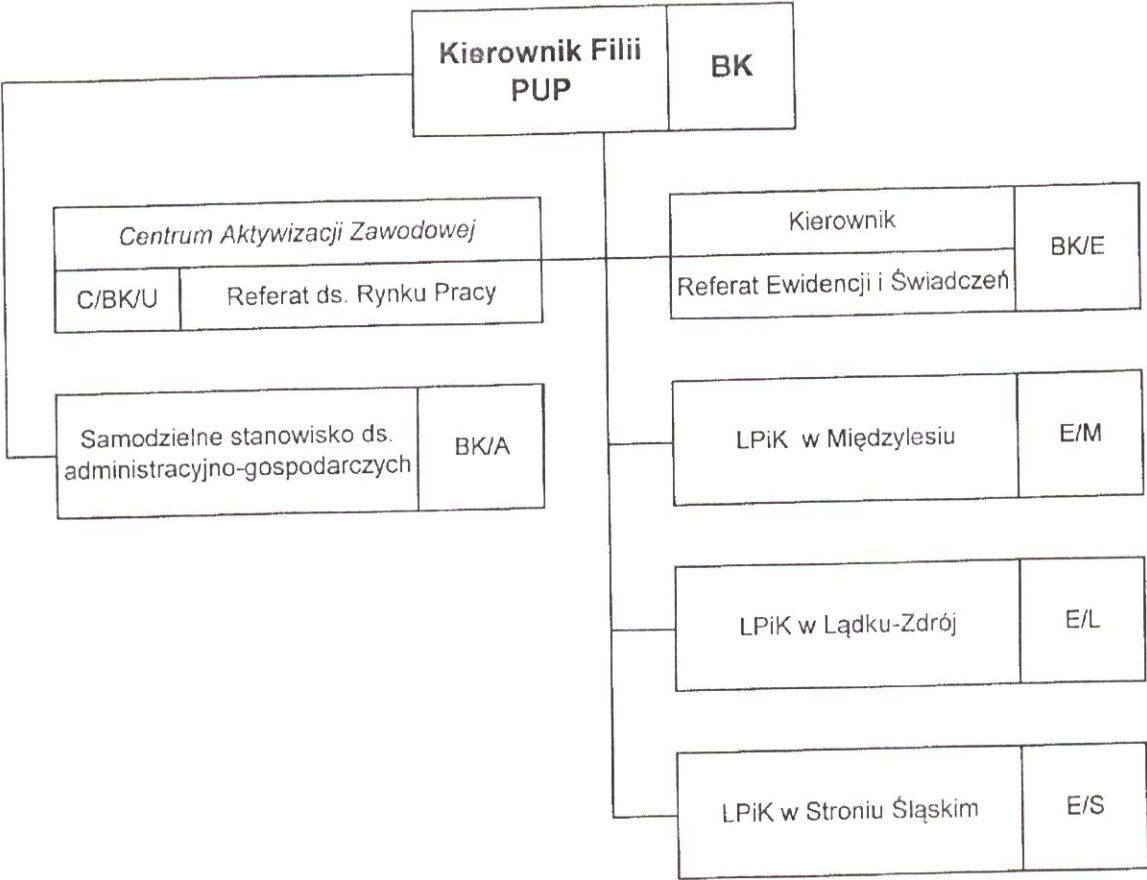 Kierownik Filii
PUP
BK
Centrum Aktywizacji Zawodowej
C/BK/U
Referat ds. Rynku Pracy
Kierownik
Referat Ewidencji i Świadczeń
BK/E
Samodzielne stanowisko ds.
administracyjno-gospodarczych
BK/A
LPiK w Międzylesiu
E/M
LPiK w Lądku-Zdrój
E/L
LPiK w Stroniu Śląskim
E/S